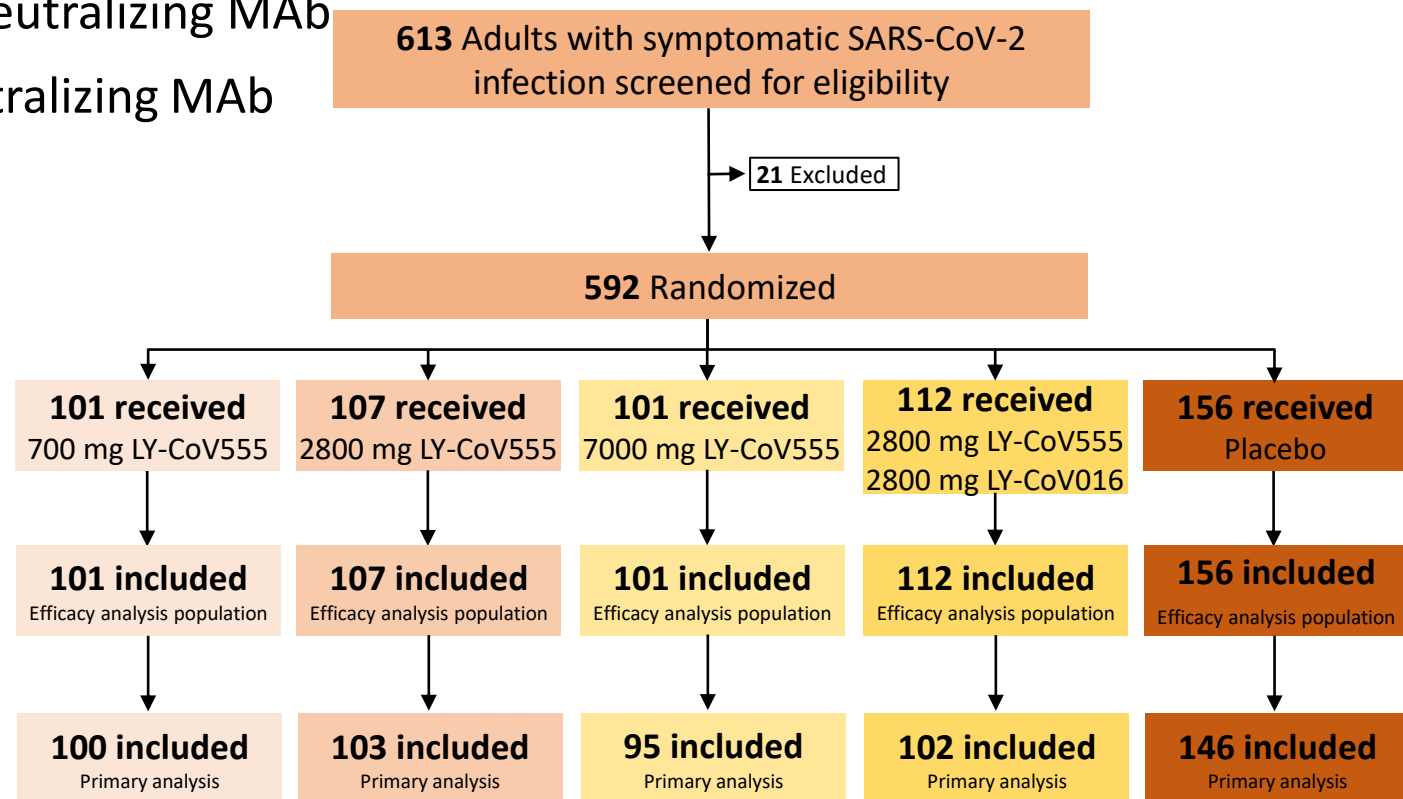 eutralizing MAb
tralizing MAb
613 Adults with symptomatic SARS-CoV-2
infection screened for eligibility
21 Excluded
592 Randomized
101 received
700 mg LY-CoV555
107 received
2800 mg LY-CoV555
101 received
7000 mg LY-CoV555
112 received
2800 mg LY-CoV555
2800 mg LY-CoV016
156 received
Placebo
101 included
Efficacy analysis population
107 included
Efficacy analysis population
101 included
Efficacy analysis population
112 included
Efficacy analysis population
156 included
Efficacy analysis population
100 included
Primary analysis
103 included
Primary analysis
95 included
Primary analysis
102 included
Primary analysis
146 included
Primary analysis